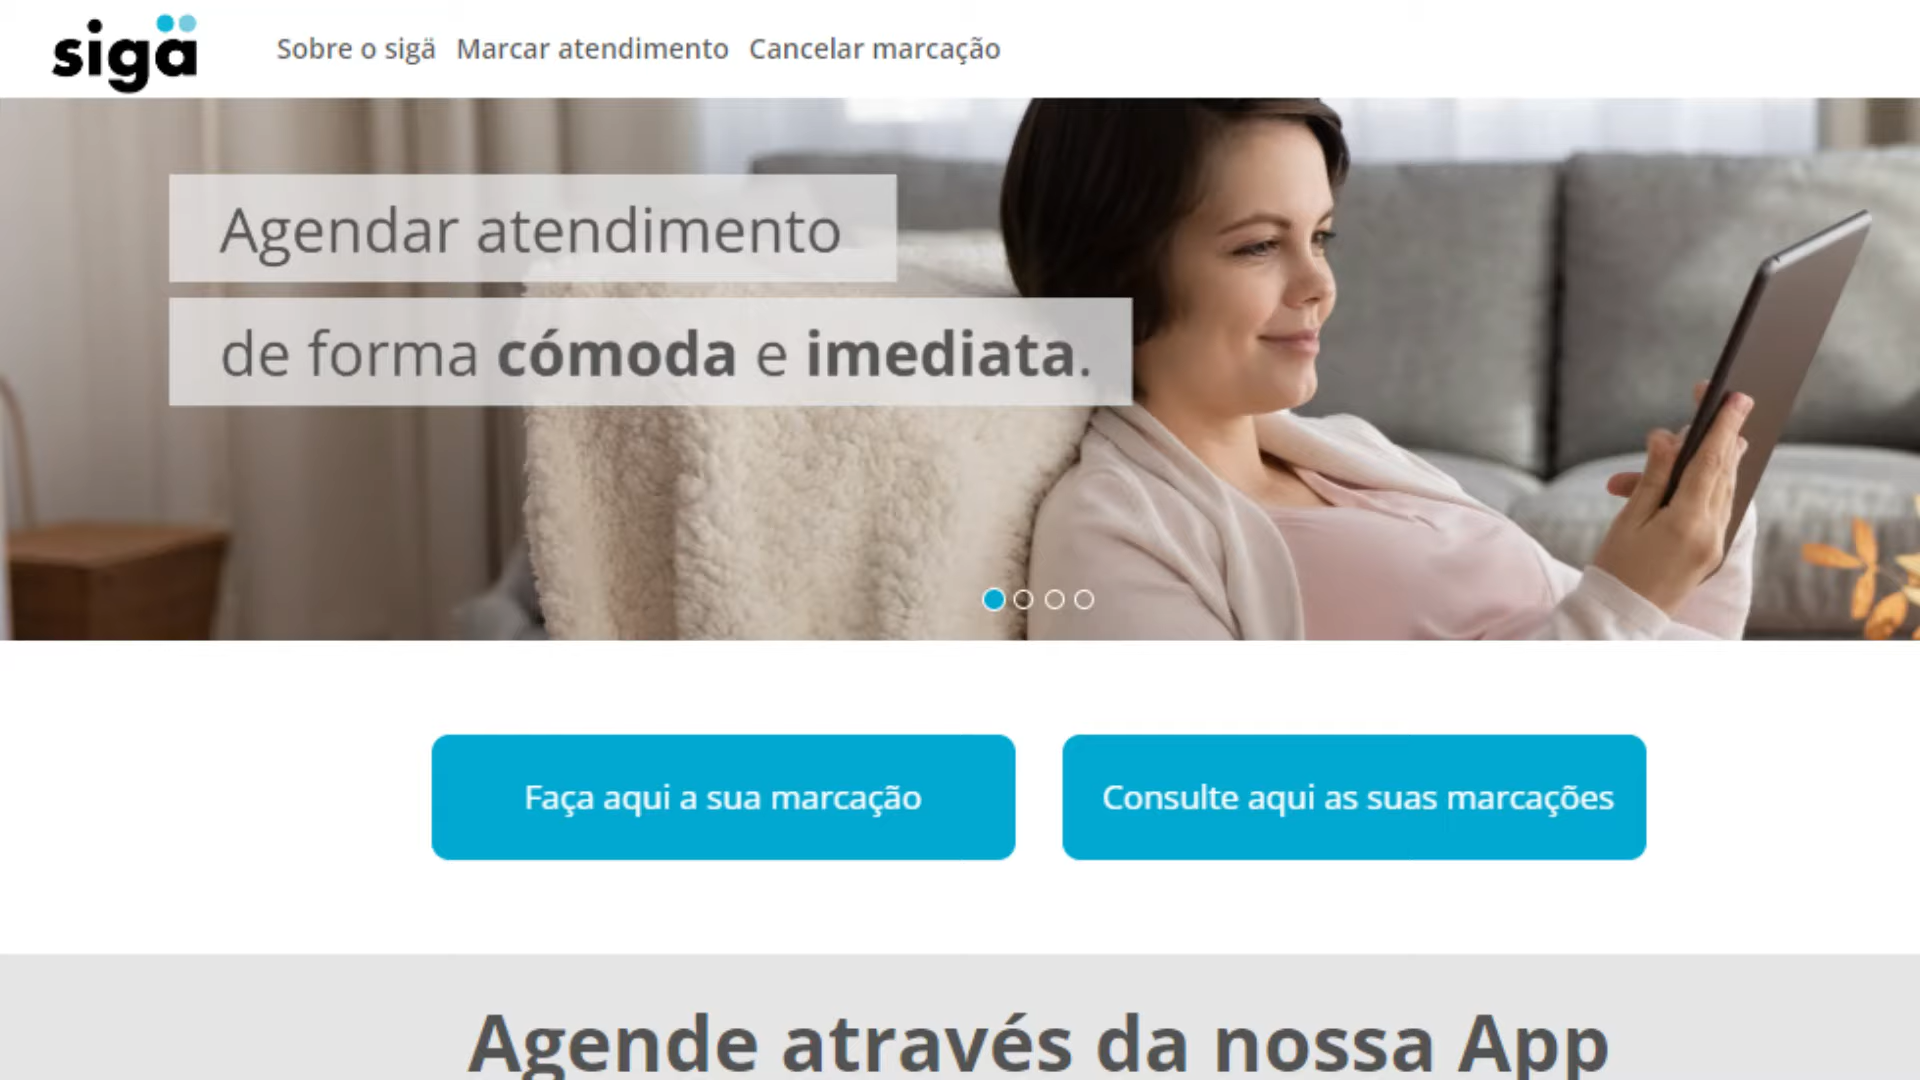 sigä
Sobre o sigä Marcar atendimento Cancelar marcação
Agendar atendimento
de forma cómoda e imediata.
Faça aqui a sua marcação
Consulte aqui as suas marcações
Agende através da nossa App